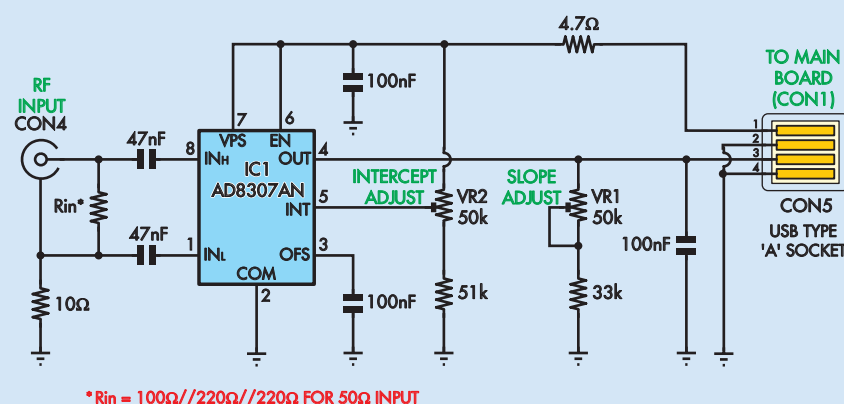 4.7Ω
TO MAIN
BOARD
(CON1)
RF
INPUT
CON4
100nF
47nF
7
6
VPS
EN
8
INH
OUT
4
IC1
AD8307AN
1
2
3
4
INTERCEPT
ADJUST
SLOPE
ADJUST
Rin*
INT
5
VR2
50k
VR1
50k
CON5
USB TYPE
'A' SOCKET
47nF
1
INL
OFS
3
COM
2
100nF
10Ω
100nF
51k
33k
* Rin = 100Ω//220Ω//220Ω FOR 50Ω INPUT